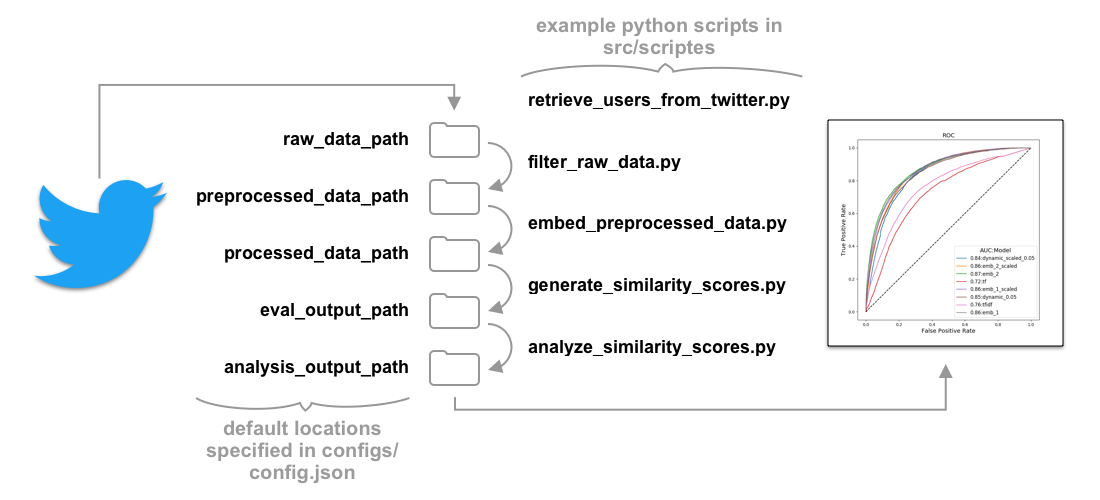 example python scripts in
src/scriptes
retrieve_users_from_twitter.py
raw_data_path
filter_raw_data.py
preprocessed_data_path
embed_preprocessed_data.py
processed_data_path
generate_similarity_scores.py
eval_output_path
analyze_similarity_scores.py
analysis_output_path
default locations
specified in configs/
config.json
ROC
True Positive Rate
1.0
0.8
0.6
0.4
0.2
0.0
AUC:Model
0.84:dynamic_scaled_0.05
0.86:emb_2_scaled
0.87:emb_2
0.72:tf
0.86:emb_1_scaled
0.85:dynamic_0.05
0.76:tfidf
0.86:emb_1
0.0 0.2 0.4 0.6 0.8 1.0
False Positive Rate